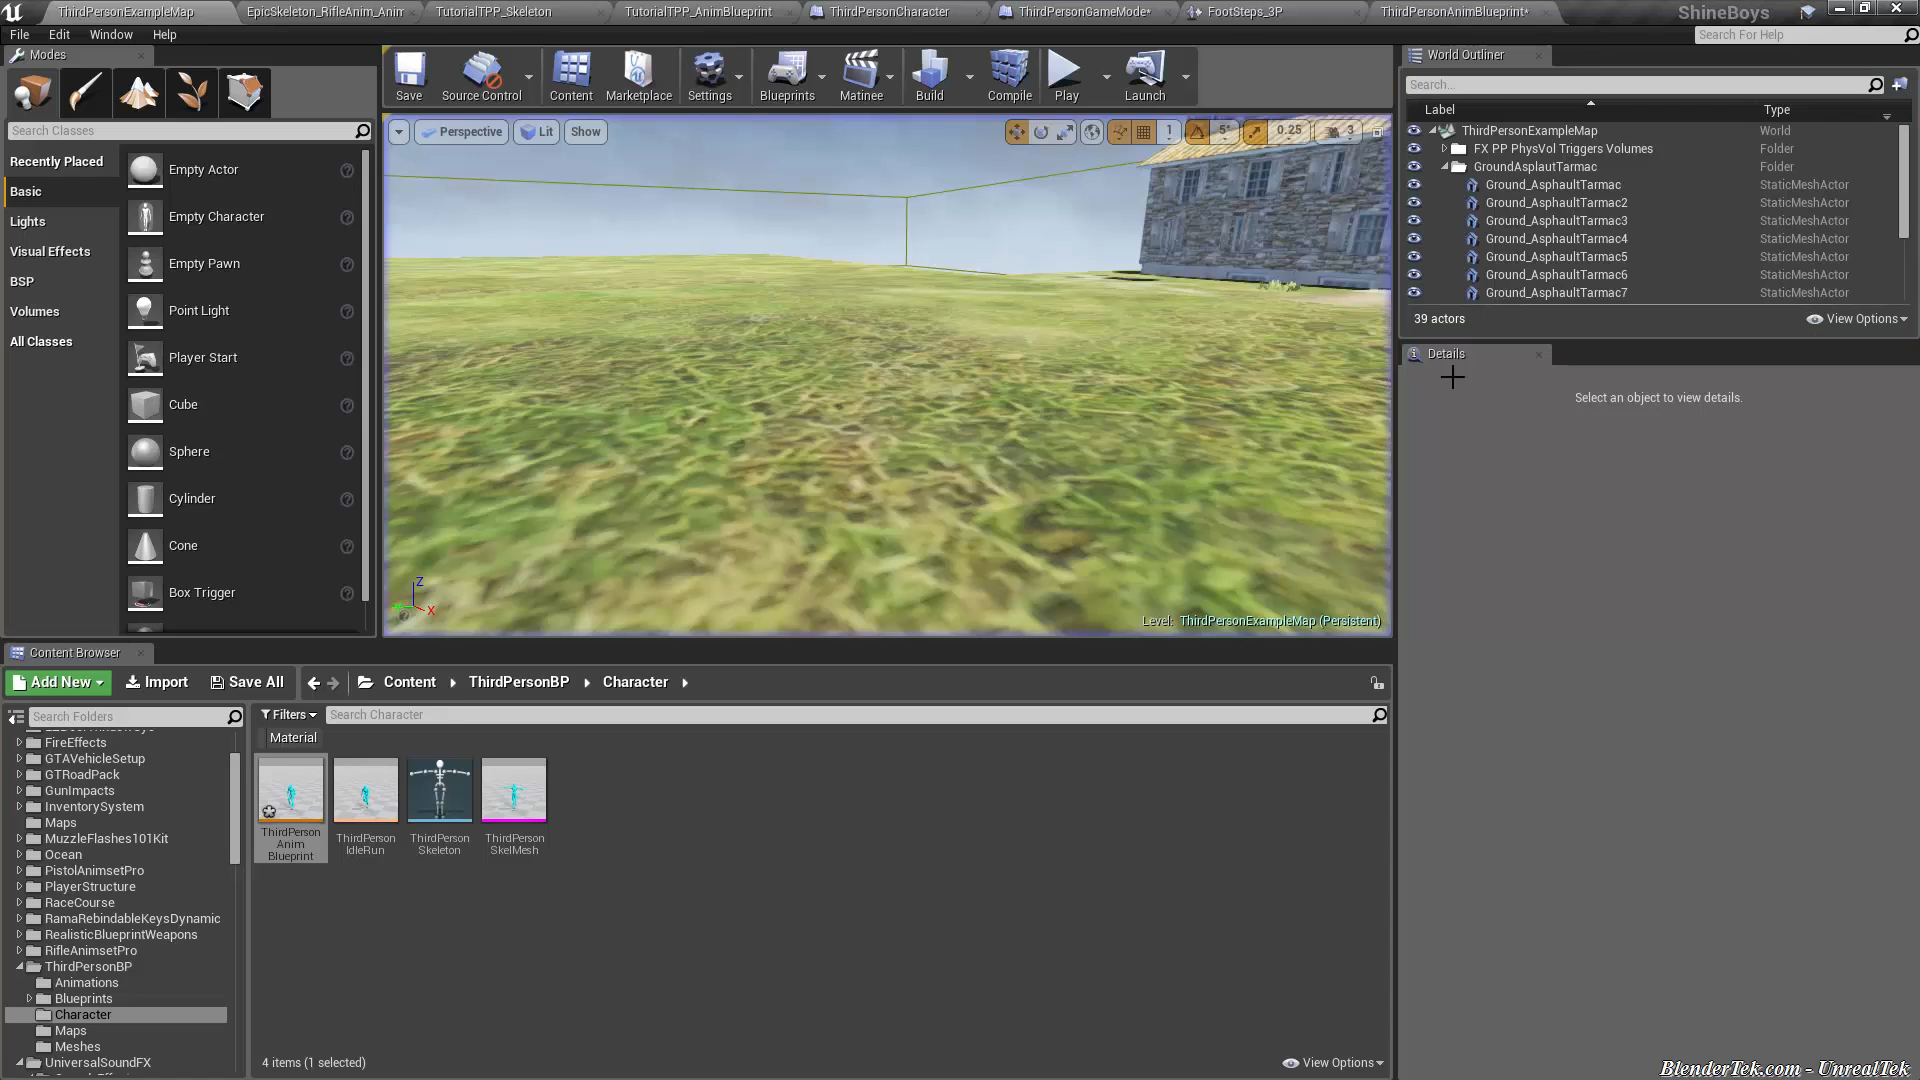 ThirdPersonExampleMap
EpicSkeleton_RifleAnim_Anim
TutorialTPP_Skeleton
TutorialTPP_AnimBlueprint
ThirdPersonCharacter
ThirdPersonGameMode*
FootSteps_3P
ThirdPersonAnimBlueprint*
ShineBoys
File Edit Window Help
Search For Help
Modes
Search Classes
Recently Placed
Basic
Lights
Visual Effects
BSP
Volumes
All Classes
Empty Actor
Empty Character
Empty Pawn
Point Light
Player Start
Cube
Sphere
Cylinder
Cone
Box Trigger
Save
Source Control
Content
Marketplace
Settings
Blueprints
Matinee
Build
Compile
Play
Launch
Perspective Lit Show
1 5° 0.25 3
Z
X
Level: ThirdPersonExampleMap (Persistent)
World Outliner
Search...
Label Type
ThirdPersonExampleMap World
FX PP PhysVol Triggers Volumes Folder
GroundAsplautTarmac Folder
Ground_AsphaultTarmac StaticMeshActor
Ground_AsphaultTarmac2 StaticMeshActor
Ground_AsphaultTarmac3 StaticMeshActor
Ground_AsphaultTarmac4 StaticMeshActor
Ground_AsphaultTarmac5 StaticMeshActor
Ground_AsphaultTarmac6 StaticMeshActor
Ground_AsphaultTarmac7 StaticMeshActor
39 actors View Options
Details
Select an object to view details.
Content Browser
Add New Import Save All Content ThirdPersonBP Character
Search Folders
FireEffects
GTAVehicleSetup
GTRoadPack
GunImpacts
InventorySystem
Maps
MuzzleFlashes101Kit
Ocean
PistolAnimsetPro
PlayerStructure
RaceCourse
RamaRebindableKeysDynamic
RealisticBlueprintWeapons
RifleAnimsetPro
ThirdPersonBP
Animations
Blueprints
Character
Maps
Meshes
UniversalSoundFX
Filters Search Character
Material
ThirdPerson
Anim
Blueprint
ThirdPerson
IdleRun
ThirdPerson
Skeleton
ThirdPerson
SkelMesh
4 items (1 selected)
View Options
BlenderTek.com - UnrealTek